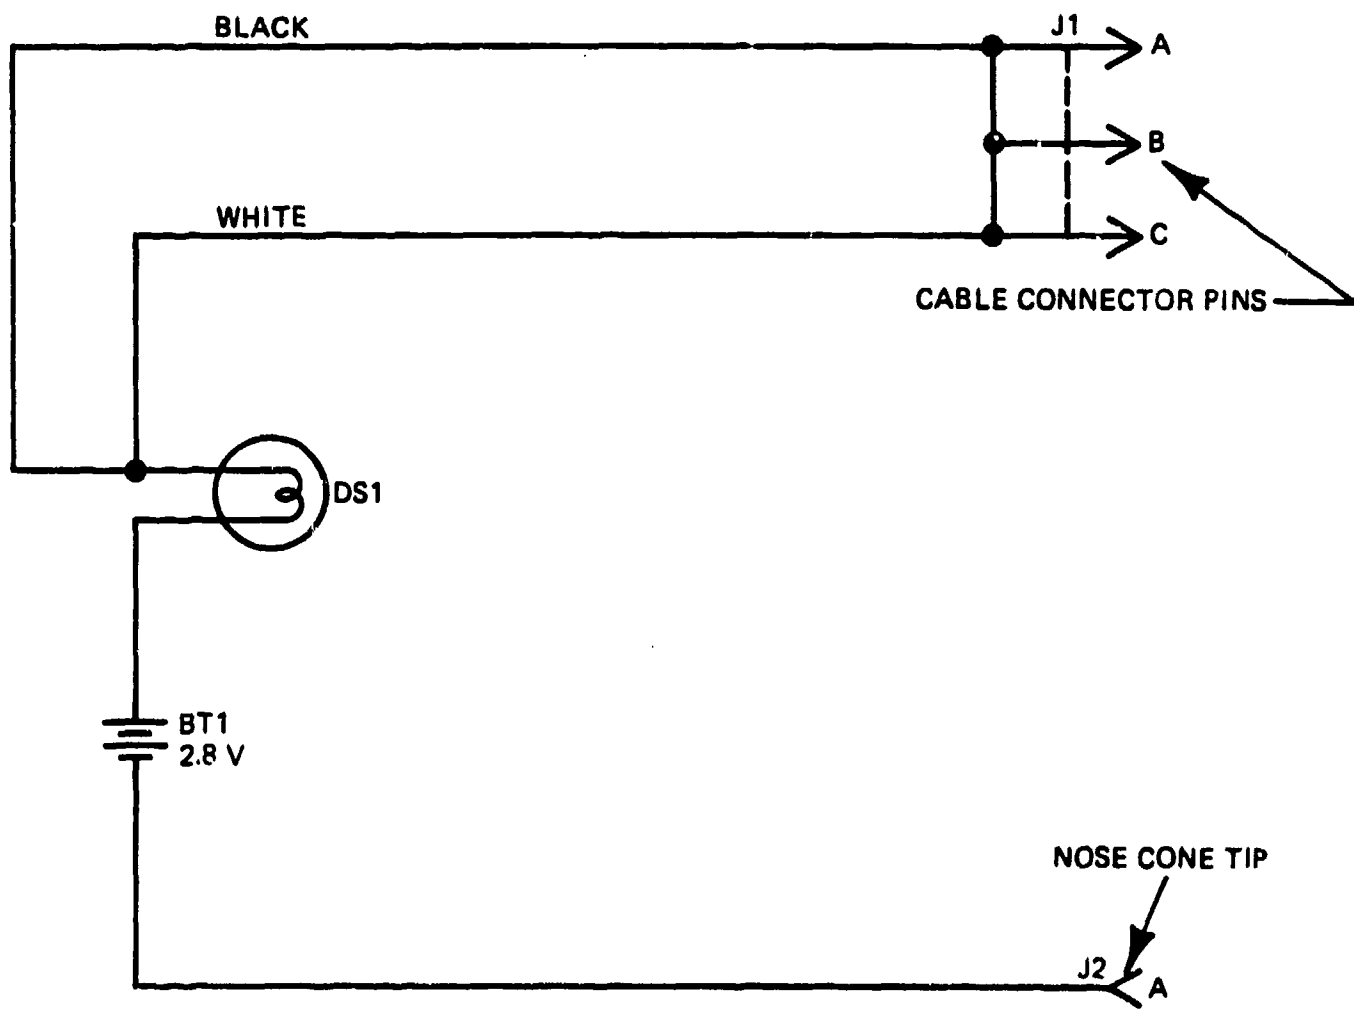 BLACK
J1
A
B
WHITE
C
CABLE CONNECTOR PINS
DS1
BT1
2.8 V
NOSE CONE TIP
J2
A